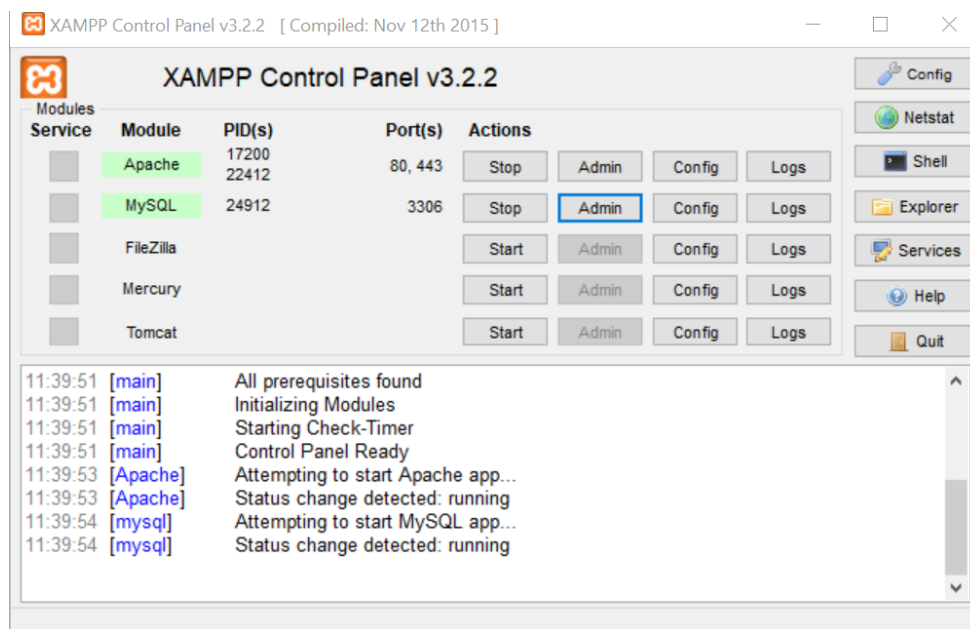 XAMPP Control Panel v3.2.2 [ Compiled: Nov 12th 2015 ]
XAMPP Control Panel v3.2.2
Config
Modules
Service Module PID(s) Port(s) Actions
Netstat
Apache 17200 22412 80, 443 Stop Admin Config Logs
Shell
MySQL 24912 3306 Stop Admin Config Logs
Explorer
FileZilla Start Admin Config Logs
Services
Mercury Start Admin Config Logs
Help
Tomcat Start Admin Config Logs
Quit
11:39:51 [main] All prerequisites found
11:39:51 [main] Initializing Modules
11:39:51 [main] Starting Check-Timer
11:39:51 [main] Control Panel Ready
11:39:53 [Apache] Attempting to start Apache app...
11:39:53 [Apache] Status change detected: running
11:39:54 [mysql] Attempting to start MySQL app...
11:39:54 [mysql] Status change detected: running